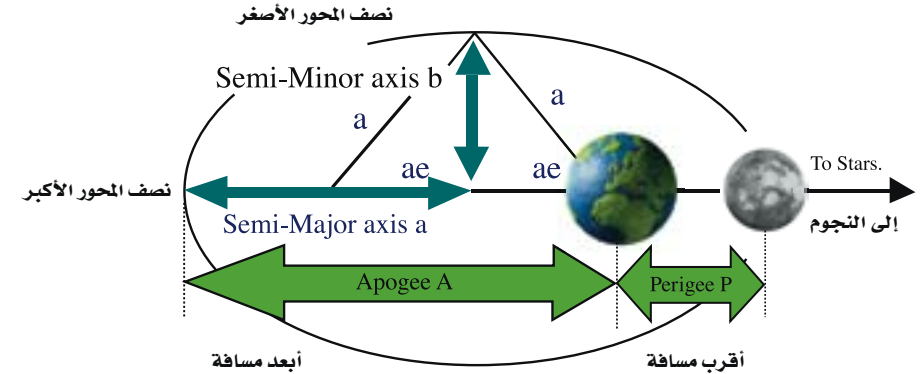 نصف المحور الأصغر
Semi-Minor axis b
a
a
ae
ae
To Stars.
نصف المحور الأكبر
Semi-Major axis a
إلى النجوم
Apogee A
Perigee P
أبعد مسافة
أقرب مسافة